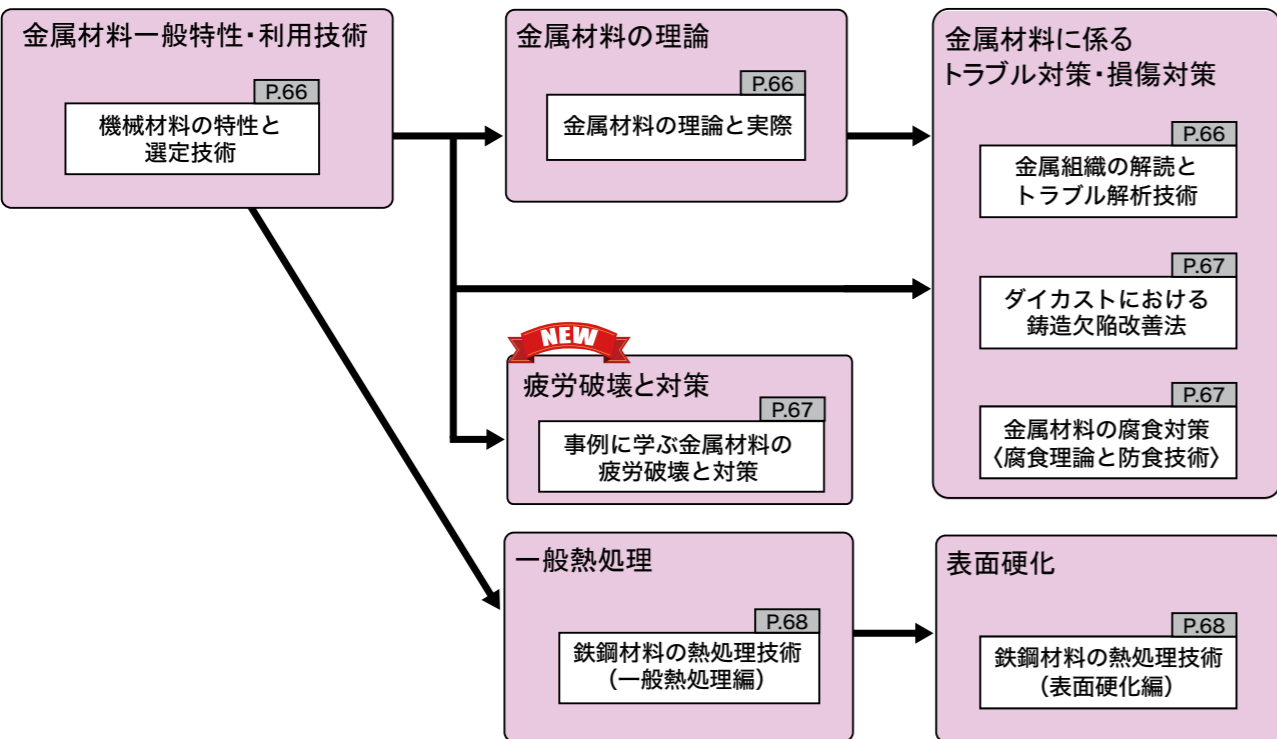 金属材料一般特性・利用技術
P.66
機械材料の特性と
選定技術
金属材料の理論
P.66
金属材料の理論と実際
金属材料に係る
トラブル対策・損傷対策
P.66
金属組織の解読と
トラブル解析技術
P.67
ダイカストにおける
鋳造欠陥改善法
P.67
金属材料の腐食対策
〈腐食理論と防食技術〉
NEW
疲労破壊と対策
P.67
事例に学ぶ金属材料の
疲労破壊と対策
一般熱処理
P.68
鉄鋼材料の熱処理技術
（一般熱処理編）
表面硬化
P.68
鉄鋼材料の熱処理技術
（表面硬化編）